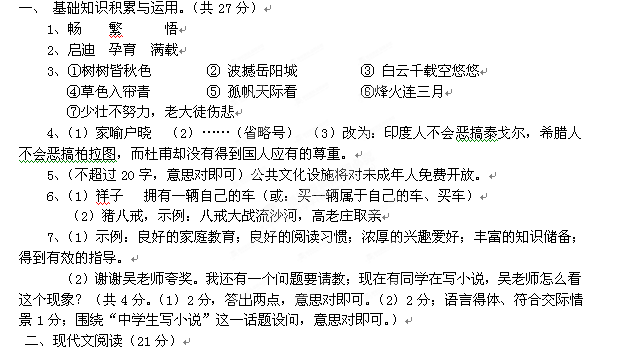 一、 基础知识积累与运用。（共 27 分）
1、畅 繁 悟
2、启迪 孕育 满载
3、①树树皆秋色 ② 波撼岳阳城 ③ 白云千载空悠悠
④草色入帘青 ⑤ 孤帆天际看 ⑥烽火连三月
⑦少壮不努力，老大徒伤悲
4、（1）家喻户晓 （2）……（省略号） （3）改为：印度人不会恶搞泰戈尔，希腊人
不会恶搞柏拉图，而杜甫却没有得到国人应有的尊重。
5、（不超过 20 字，意思对即可）公共文化设施将对未成年人免费开放。
6、（1）祥子 拥有一辆自己的车（或：买一辆属于自己的车、买车）
（2）猪八戒，示例：八戒大战流沙河，高老庄取亲
7、（1）示例：良好的家庭教育；良好的阅读习惯；浓厚的兴趣爱好；丰富的知识储备；
得到有效的指导。
（2）谢谢吴老师夸奖。我还有一个问题要请教；现在有同学在写小说，吴老师怎么看
这个现象？（共 4 分。（1）2 分，答出两点，意思对即可。（2）2 分；语言得体、符合交际情
景 1 分；围绕“中学生写小说”这一话题设问，意思对即可。）
二、现代文阅读（21 分）